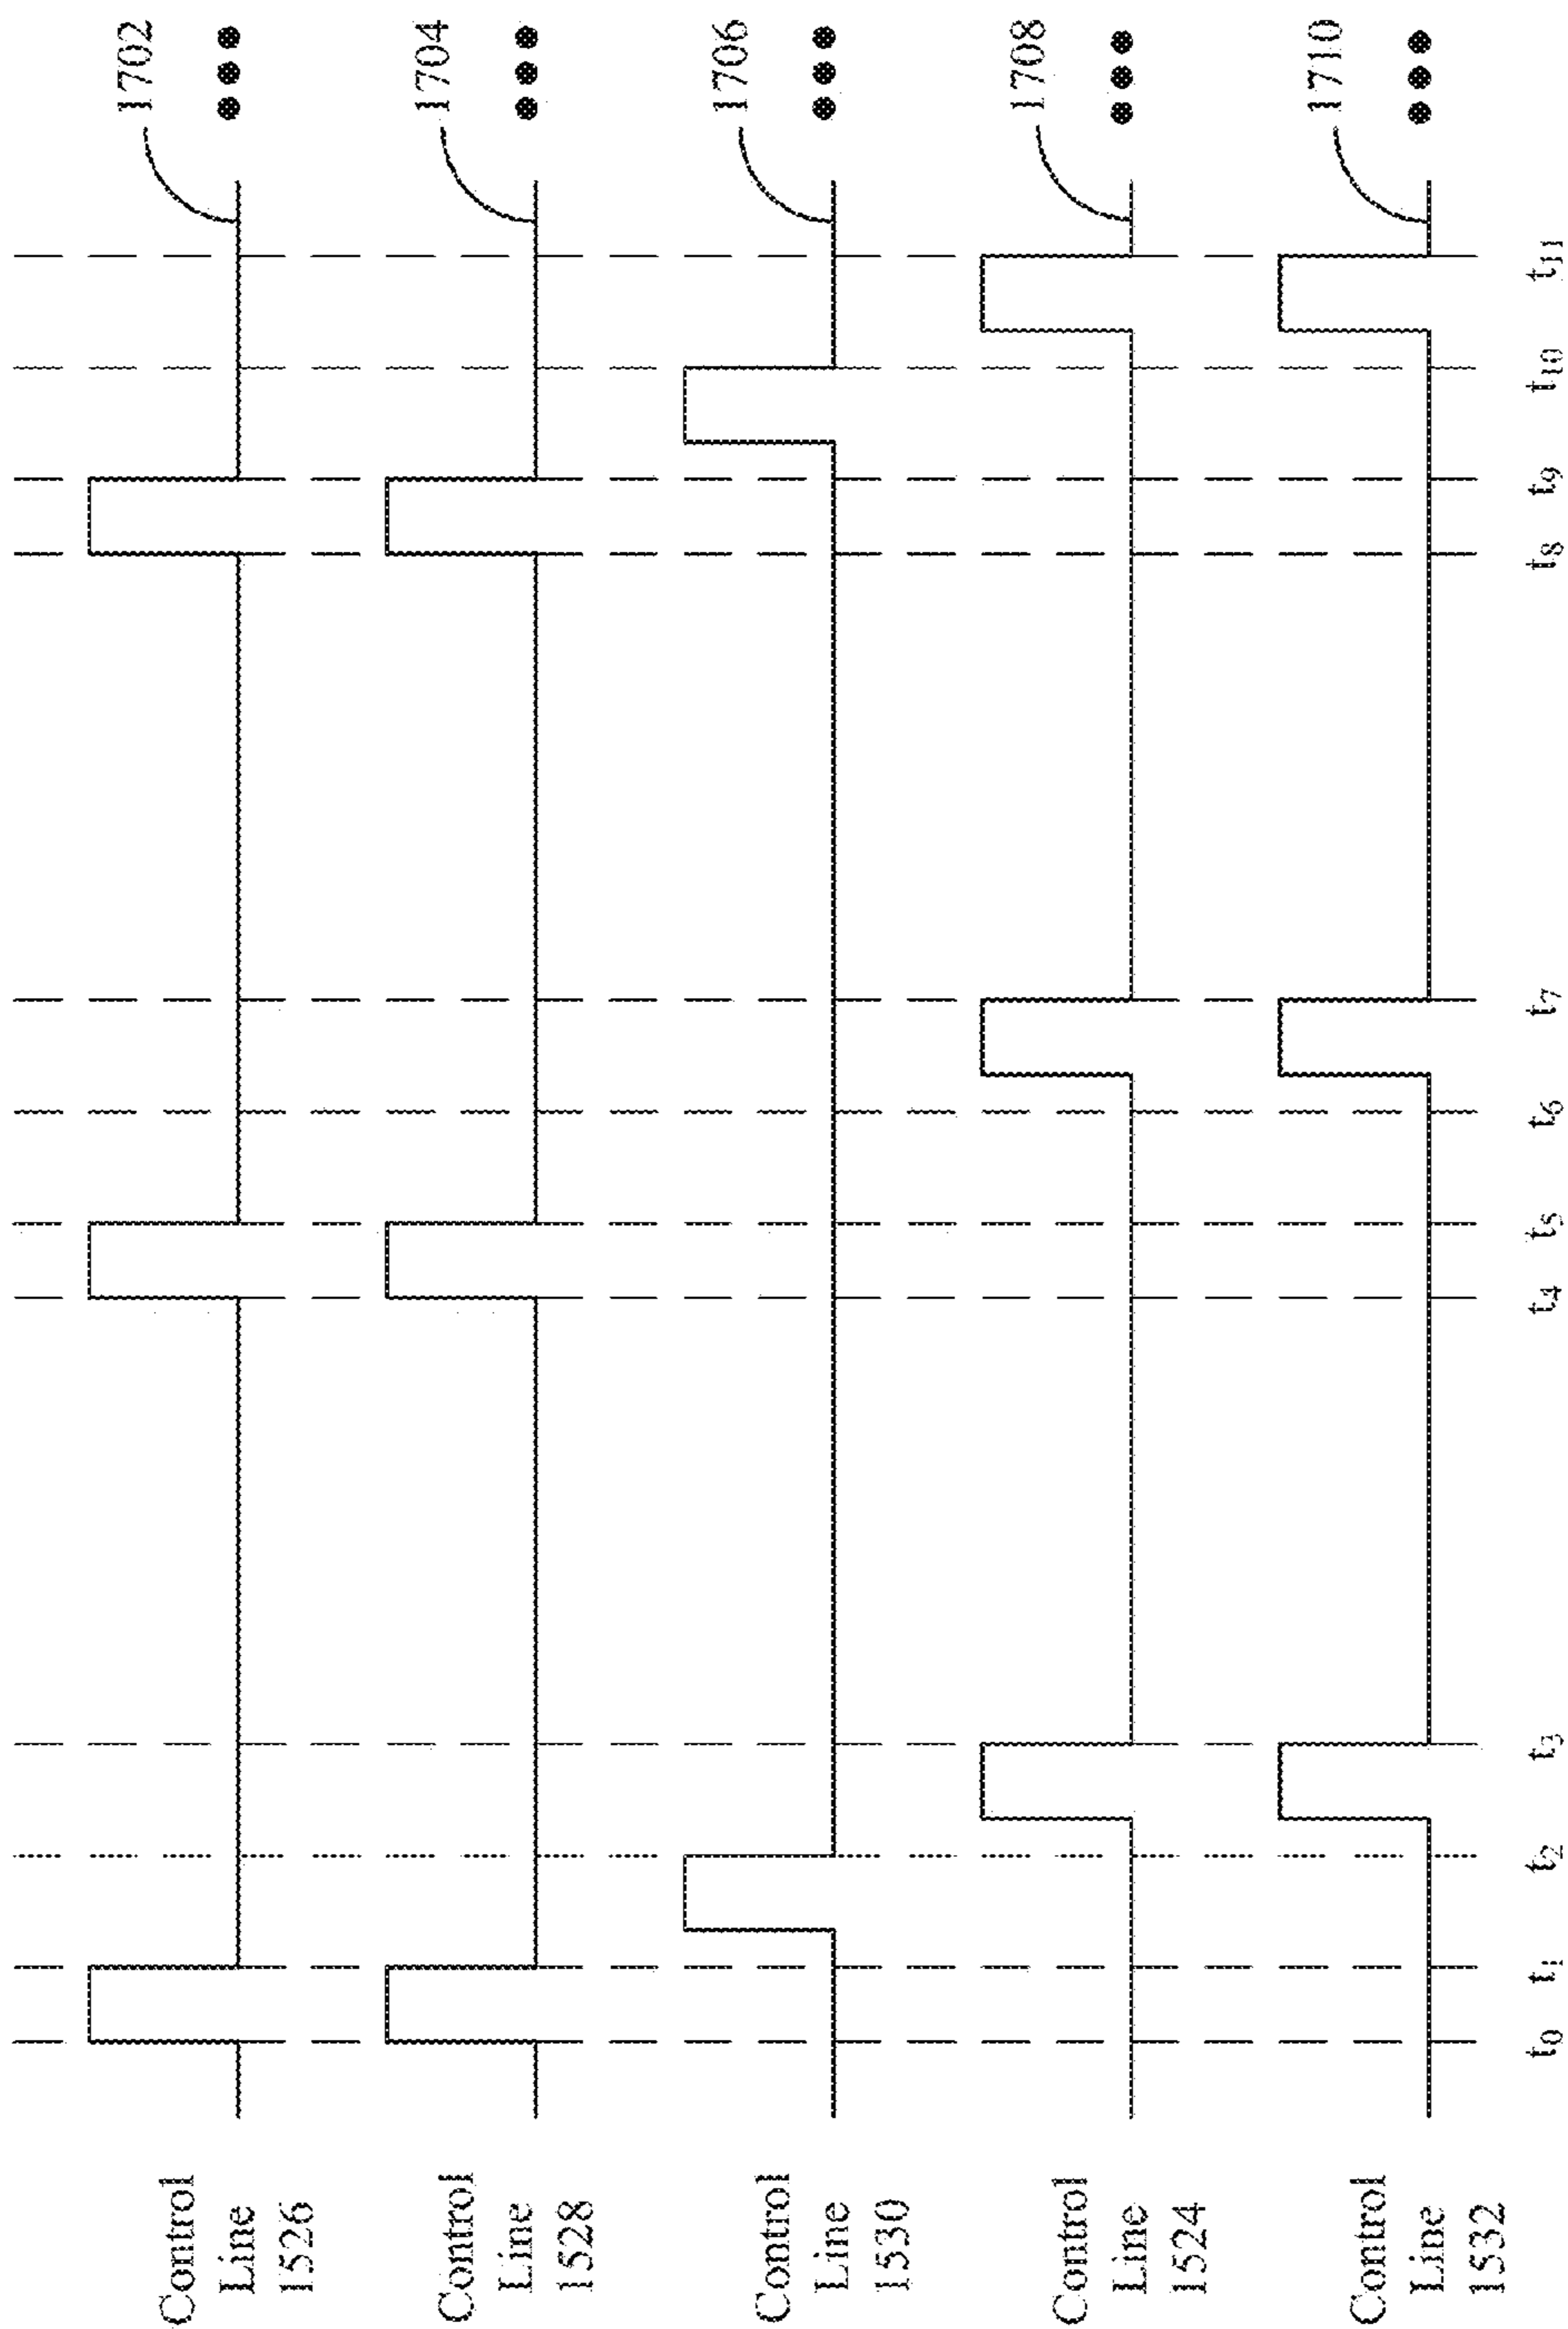 Control
Line
1526
1702
Control
Line
1528
1704
Control
Line
1530
1706
Control
Line
1524
1708
Control
Line
1532
1710
t0 t1 t2 t3 t4 t5 t6 t7 t8 t9 t10 t11